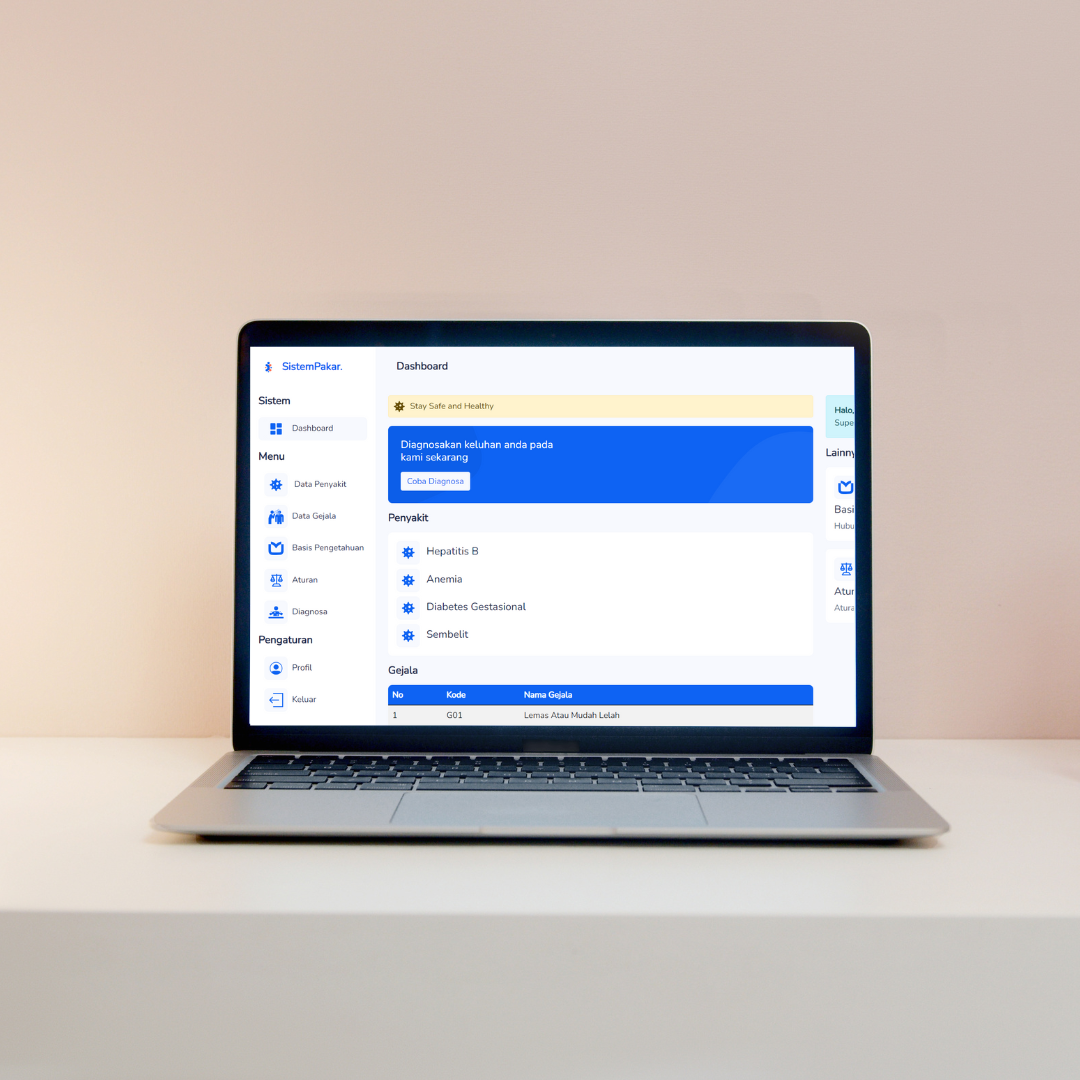 SistemPakar.
Dashboard
Sistem
Dashboard
Menu
Data Penyakit
Data Gejala
Basis Pengetahuan
Aturan
Diagnosa
Pengaturan
Profil
Keluar
Stay Safe and Healthy
Diagnosakan keluhan anda pada
kami sekarang
Coba Diagnosa
Penyakit
Hepatitis B
Anemia
Diabetes Gestasional
Sembelit
Gejala
No Kode Nama Gejala
1 G01 Lemas Atau Mudah Lelah
Halo,
Supe
Lainny
Basi
Hubu
Atur
Atura